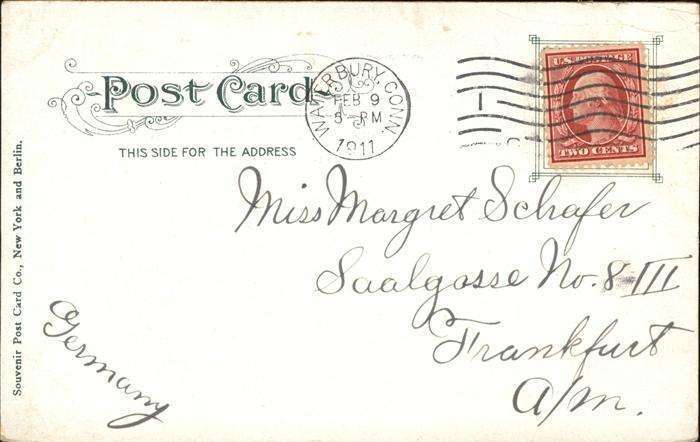 Post Card
THIS SIDE FOR THE ADDRESS
WATERBURY, CONN.
FEB 9
5-PM
1911
1
U.S. POSTAGE
TWO CENTS
Miss Margret Schafer
Saalgasse No. 8 III
Frankfurt
a/m.
Germany
Souvenir Post Card Co., New York and Berlin.